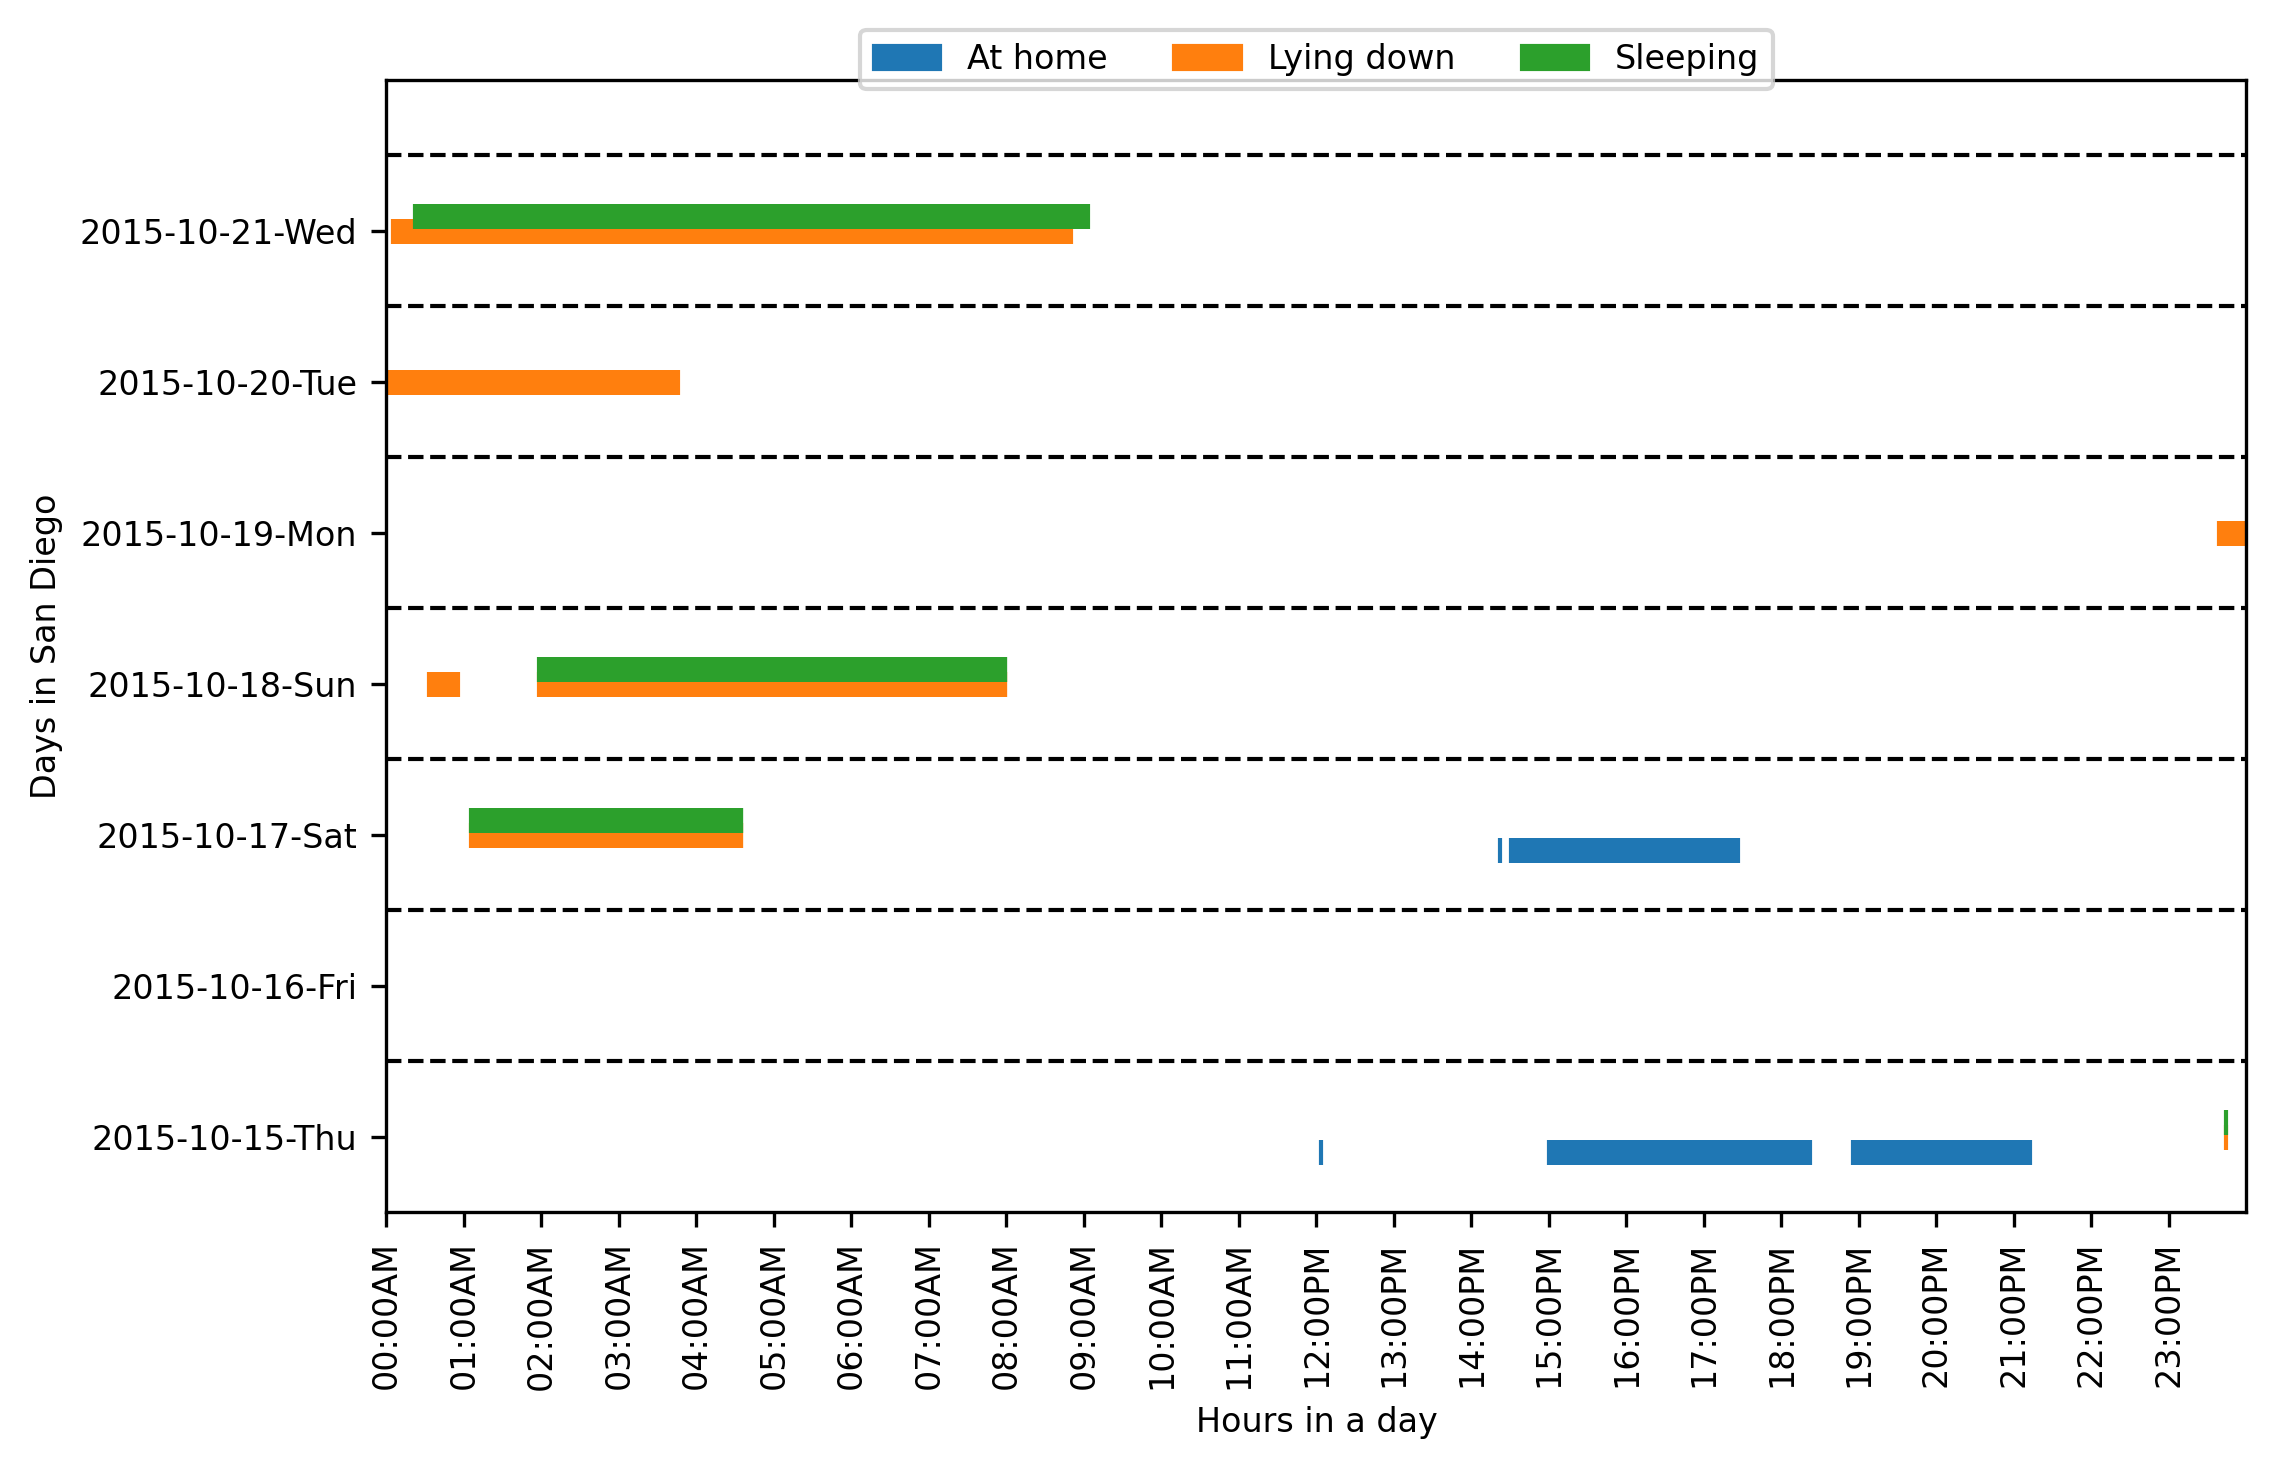 At home Lying down Sleeping
2015-10-21-Wed
2015-10-20-Tue
2015-10-19-Mon
2015-10-18-Sun
2015-10-17-Sat
2015-10-16-Fri
2015-10-15-Thu
Days in San Diego
00:00AM
01:00AM
02:00AM
03:00AM
04:00AM
05:00AM
06:00AM
07:00AM
08:00AM
09:00AM
10:00AM
11:00AM
12:00PM
13:00PM
14:00PM
15:00PM
16:00PM
17:00PM
18:00PM
19:00PM
20:00PM
21:00PM
22:00PM
23:00PM
Hours in a day